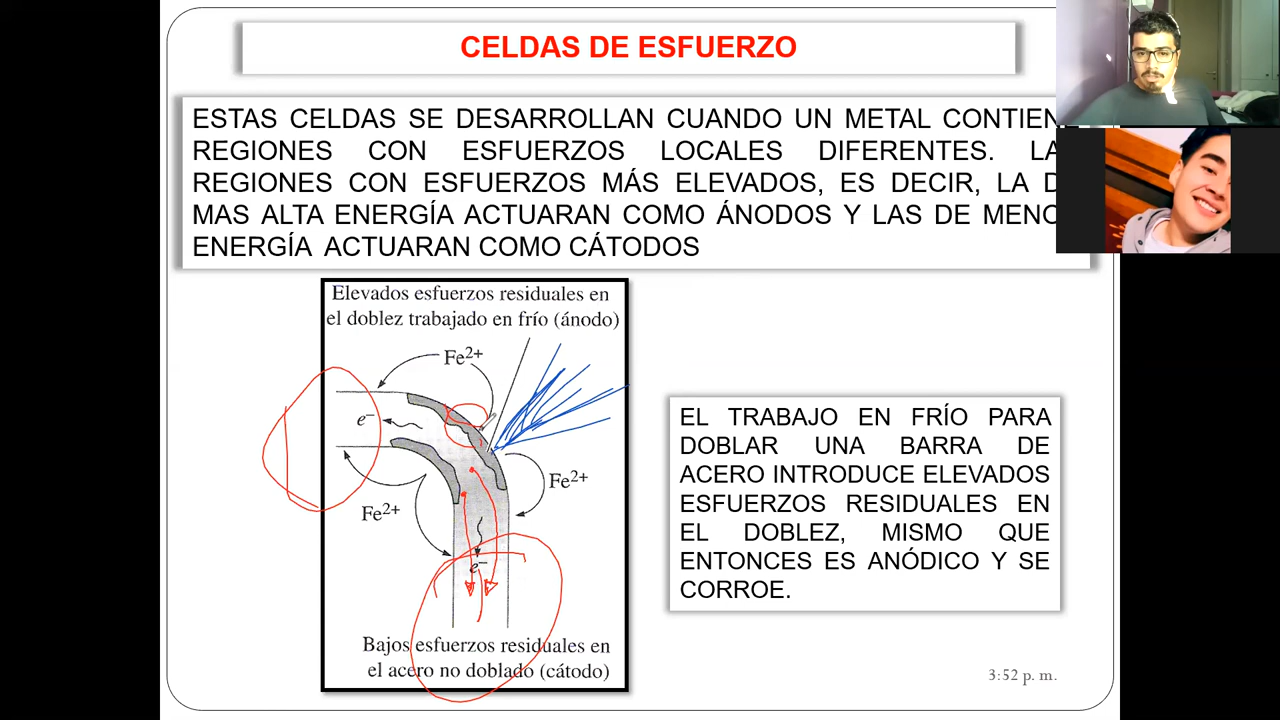 CELDAS DE ESFUERZO
ESTAS CELDAS SE DESARROLLAN CUANDO UN METAL CONTIENE
REGIONES CON ESFUERZOS LOCALES DIFERENTES. LA
REGIONES CON ESFUERZOS MÁS ELEVADOS, ES DECIR, LA D
MAS ALTA ENERGÍA ACTUARAN COMO ÁNODOS Y LAS DE MENO
ENERGÍA ACTUARAN COMO CÁTODOS
Elevados esfuerzos residuales en
el doblez trabajado en frío (ánodo)
Fe2+
e−
Fe2+
Fe2+
e−
Bajos esfuerzos residuales en
el acero no doblado (cátodo)
EL TRABAJO EN FRÍO PARA
DOBLAR UNA BARRA DE
ACERO INTRODUCE ELEVADOS
ESFUERZOS RESIDUALES EN
EL DOBLEZ, MISMO QUE
ENTONCES ES ANÓDICO Y SE
CORROE.
3:52 p. m.